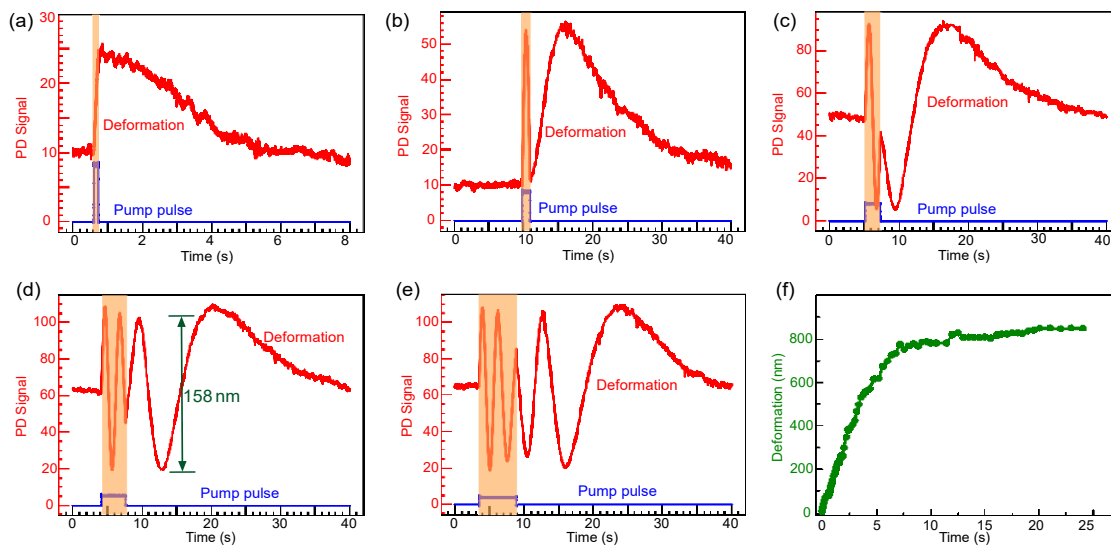 (a)
30
20
10
0
PD Signal
Deformation
Pump pulse
0 2 4 6 8
Time (s)
(b)
50
40
30
20
10
0
PD Signal
Deformation
Pump pulse
0 10 20 30 40
Time (s)
(c)
80
60
40
20
0
PD SIgnal
Deformation
Pump pulse
0 10 20 30 40
Time (s)
(d)
100
80
60
40
20
0
PD Signal
Deformation
158 nm
Pump pulse
0 10 20 30 40
Time (s)
(e)
100
80
60
40
20
0
PD Signal
Deformation
Pump pulse
0 10 20 30 40
Time (s)
(f)
800
600
400
200
0
Deformation (nm)
0 5 10 15 20 25
Time (s)